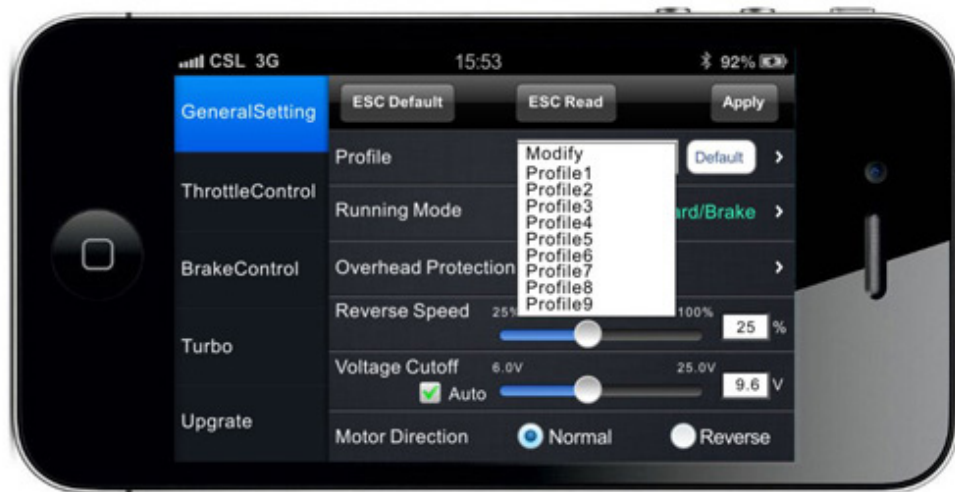 CSL 3G 15:53 92%
GeneralSetting
ThrottleControl
BrakeControl
Turbo
Upgrate
ESC Default ESC Read Apply
Profile Default
Modify
Profile1
Profile2
Profile3
Profile4
Profile5
Profile6
Profile7
Profile8
Profile9
Running Mode ard/Brake
Overhead Protection
Reverse Speed 25% 100% 25 %
Voltage Cutoff 6.0V 25.0V 9.6 V
Auto
Motor Direction Normal Reverse